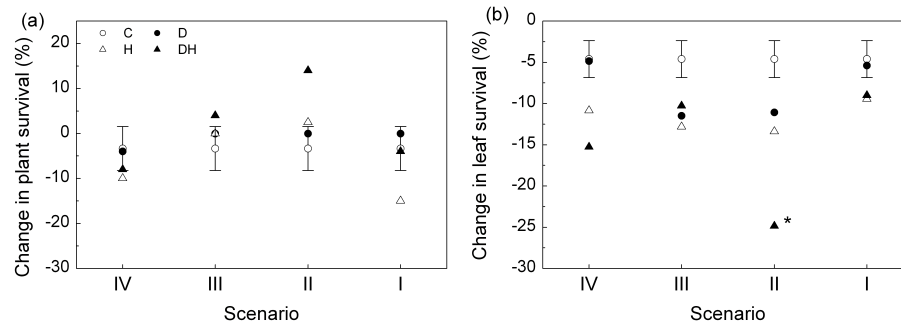 (a)
C
D
H
DH
Change in plant survival (%)
20
10
0
-10
-20
-30
IV
III
II
I
Scenario
(b)
Change in leaf survival (%)
0
-5
-10
-15
-20
-25
-30
*
IV
III
II
I
Scenario